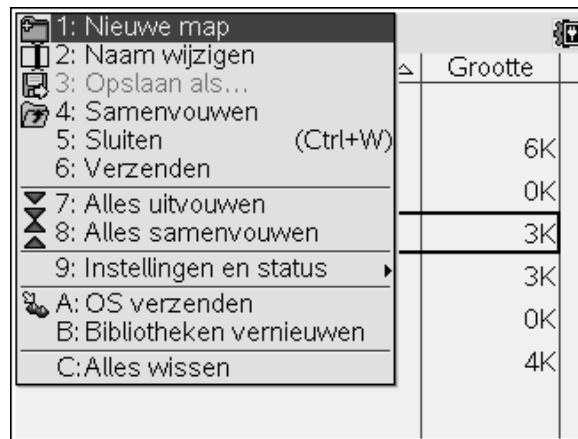 1: Nieuwe map
2: Naam wijzigen
3: Opslaan als...
4: Samenvouwen
5: Sluiten (Ctrl+W)
6: Verzenden
7: Alles uitvouwen
8: Alles samenvouwen
9: Instellingen en status
A: OS verzenden
B: Bibliotheken vernieuwen
C: Alles wissen
Grootte
6K
0K
3K
3K
0K
4K